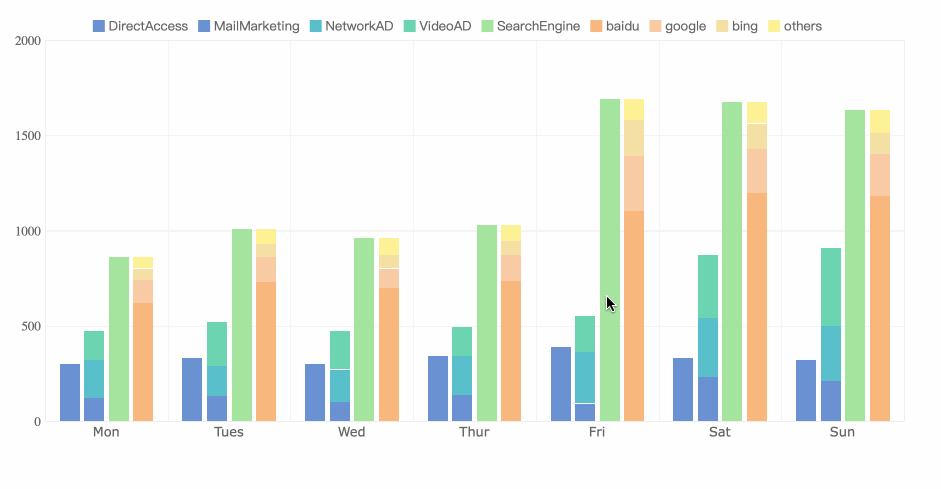 DirectAccess MailMarketing NetworkAD VideoAD SearchEngine baidu google bing others
2000
1500
1000
500
0
Mon Tues Wed Thur Fri Sat Sun